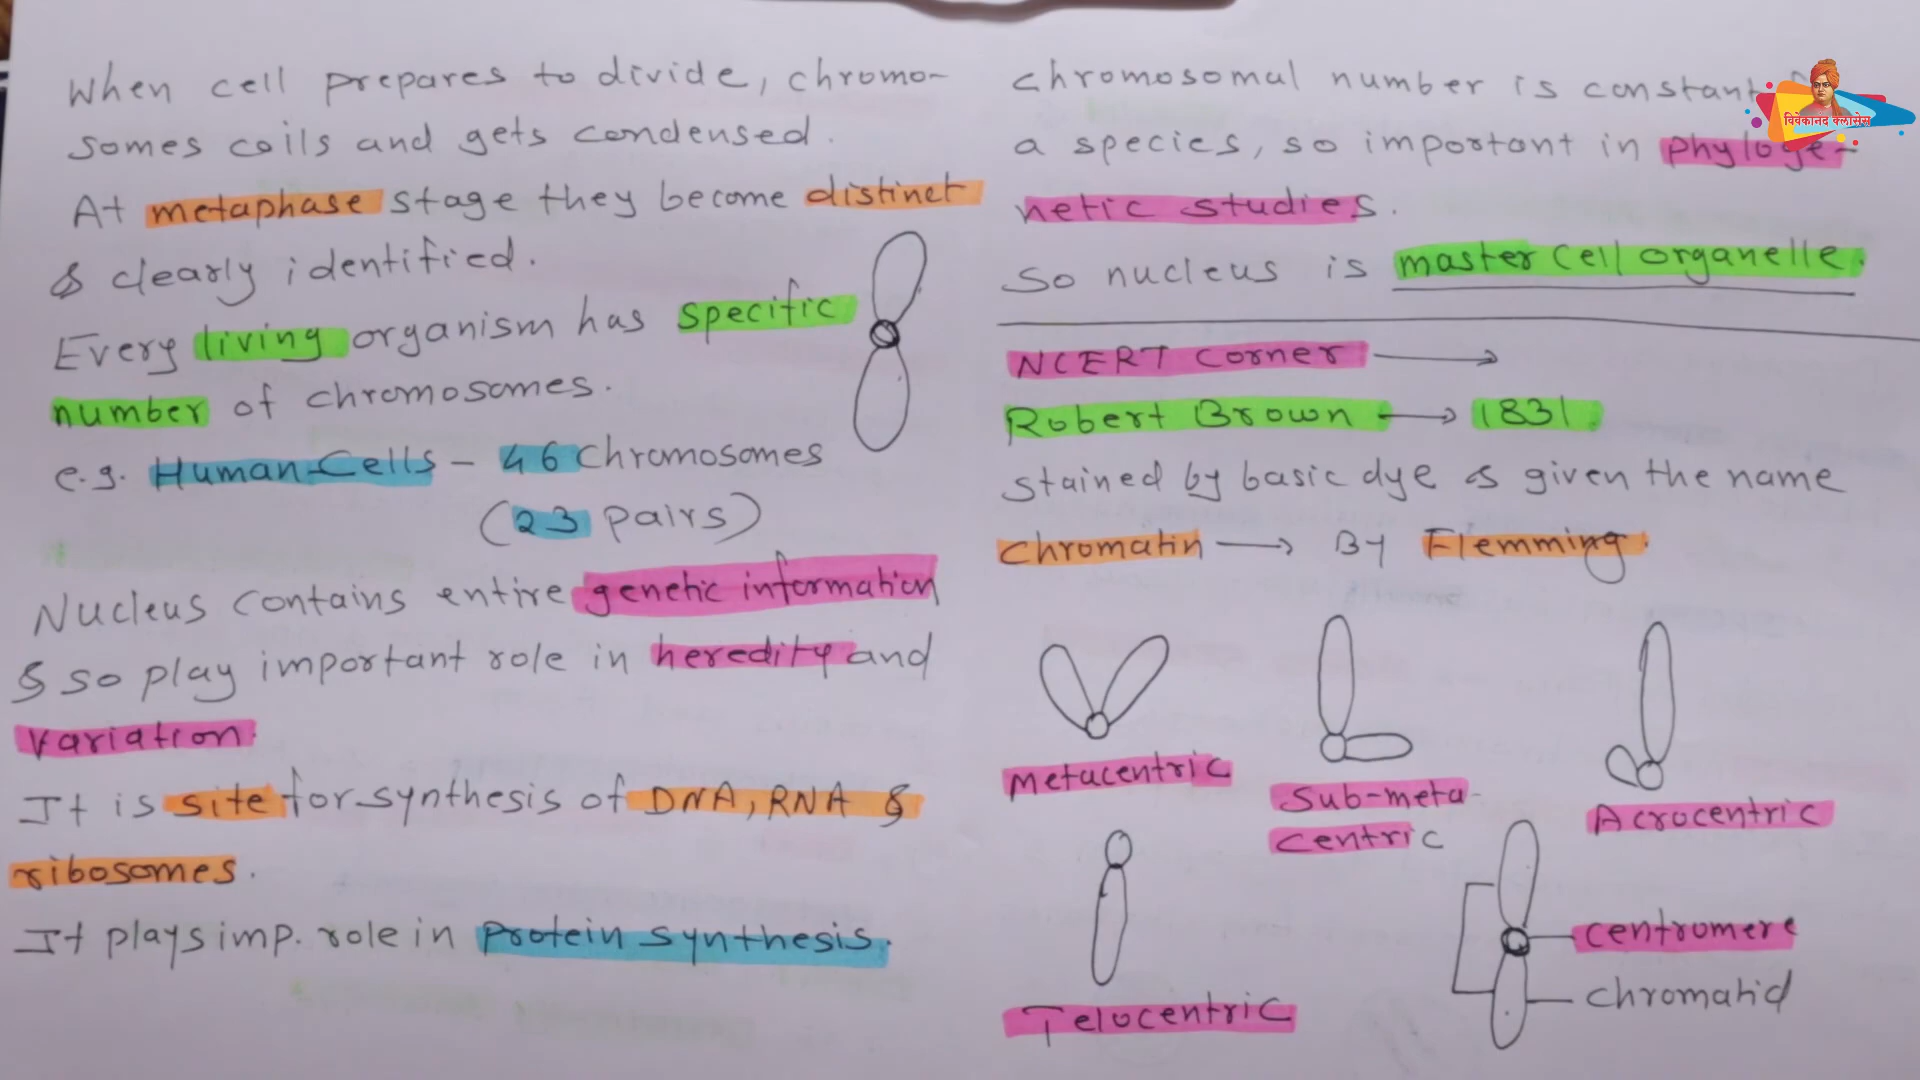 When cell prepares to divide, chromo-
somes coils and gets condensed.
At metaphase stage they become distinct
& clearly identified.
Every living organism has specific
number of chromosomes.
e.g. Human Cells - 46 Chromosomes
(23 pairs)
Nucleus contains entire genetic information
& so play important role in heredity and
variation.
It is site for synthesis of DNA, RNA &
ribosomes.
It plays imp. role in protein synthesis.
chromosomal number is constant
a species, so important in phyloge-
netic studies.
So nucleus is master cell organelle.
NCERT Corner →
Robert Brown → 1831.
stained by basic dye & given the name
chromatin → By Flemming.
Metacentric
Sub-meta-
centric
Acrocentric
Telocentric
centromere
chromatid
विवेकानंद क्लासेस